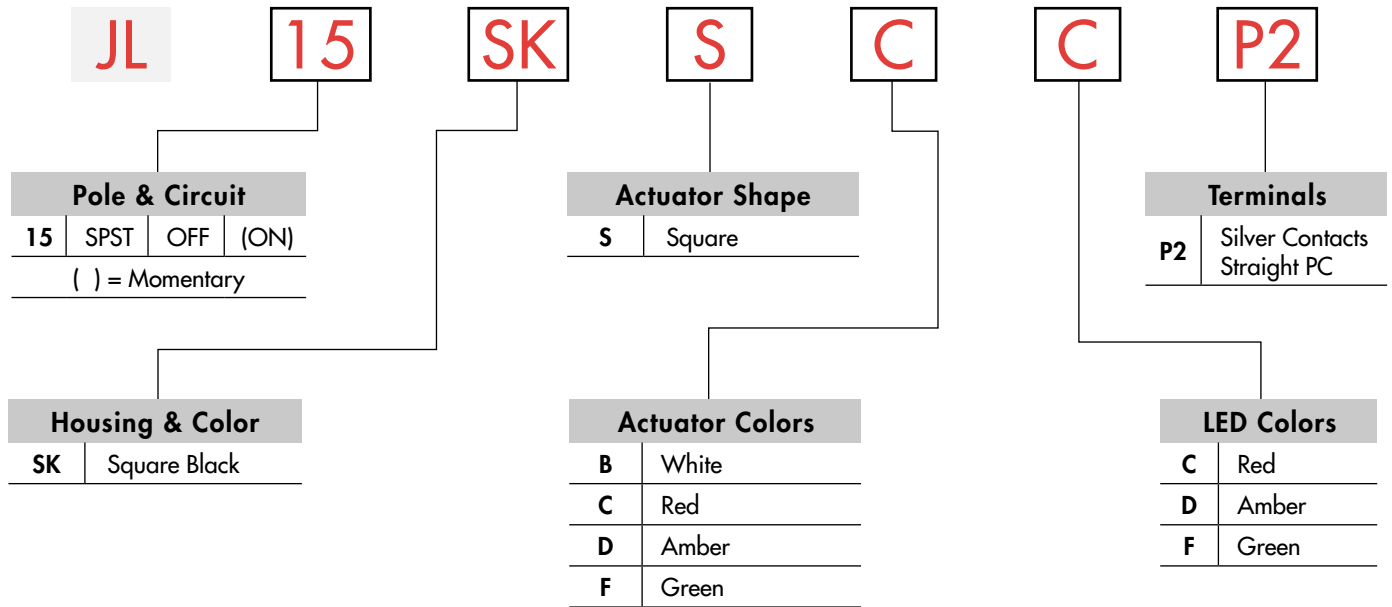 JL 15 SK S C C P2
Pole & Circuit
15 SPST OFF (ON)
( ) = Momentary
Actuator Shape
S Square
Terminals
P2 Silver Contacts
Straight PC
Housing & Color
SK Square Black
Actuator Colors
B White
C Red
D Amber
F Green
LED Colors
C Red
D Amber
F Green